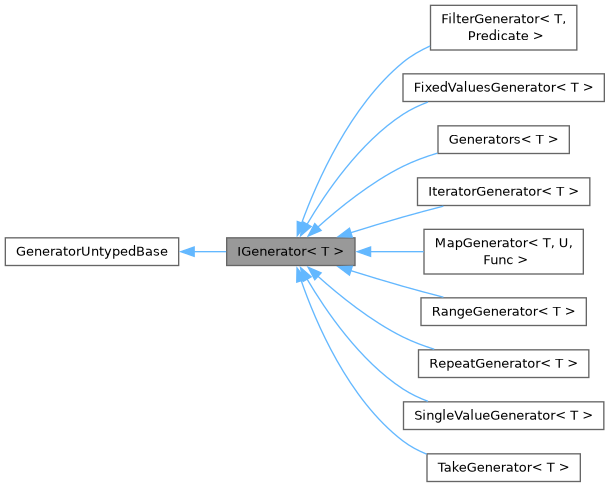 GeneratorUntypedBase
IGenerator< T >
FilterGenerator< T,
Predicate >
FixedValuesGenerator< T >
Generators< T >
IteratorGenerator< T >
MapGenerator< T, U,
Func >
RangeGenerator< T >
RepeatGenerator< T >
SingleValueGenerator< T >
TakeGenerator< T >